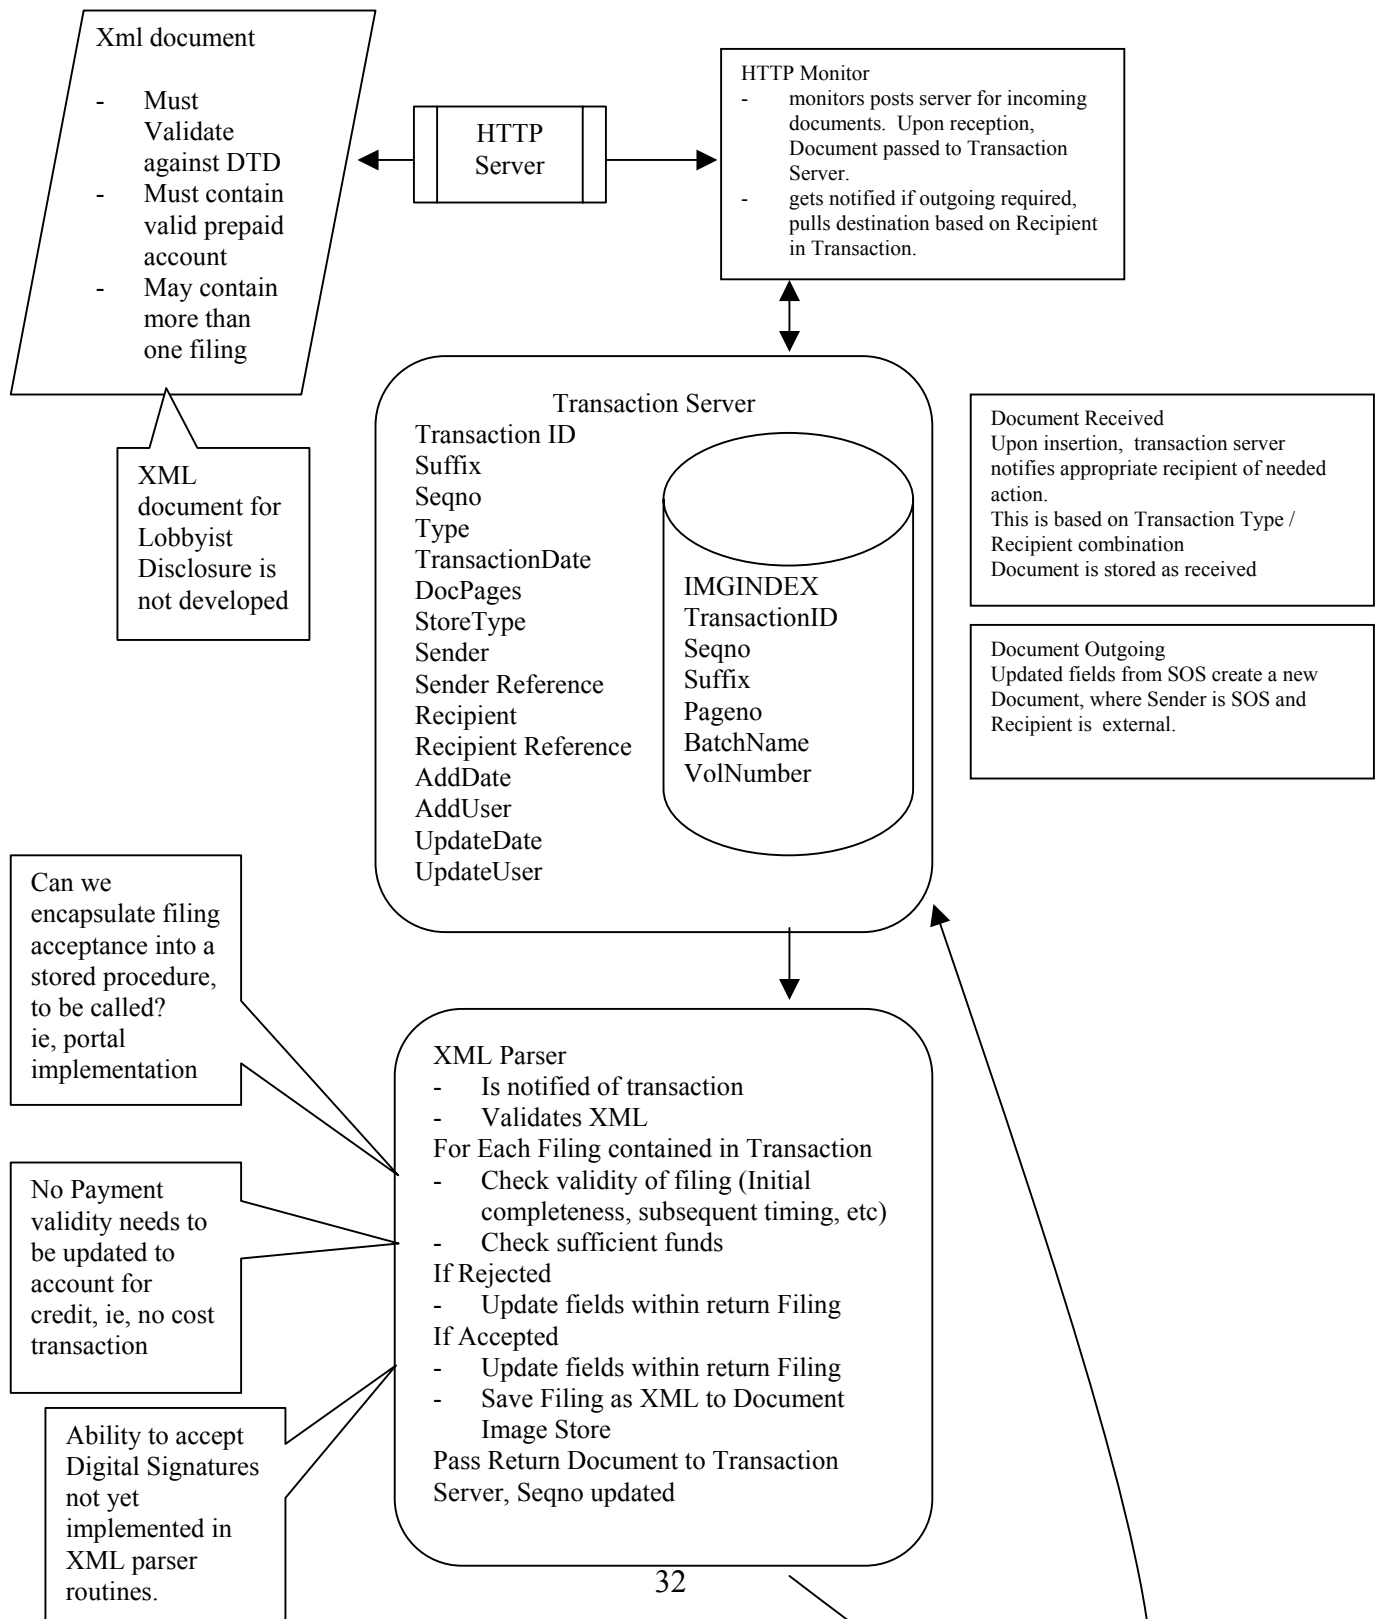 Xml document
- Must
Validate
against DTD
- Must contain
valid prepaid
account
- May contain
more than
one filing
HTTP
Server
HTTP Monitor
- monitors posts server for incoming
documents. Upon reception,
Document passed to Transaction
Server.
- gets notified if outgoing required,
pulls destination based on Recipient
in Transaction.
XML
document for
Lobbyist
Disclosure is
not developed
Transaction Server
Transaction ID
Suffix
Seqno
Type
TransactionDate
DocPages
StoreType
Sender
Sender Reference
Recipient
Recipient Reference
AddDate
AddUser
UpdateDate
UpdateUser
IMGINDEX
TransactionID
Seqno
Suffix
Pageno
BatchName
VolNumber
Document Received
Upon insertion, transaction server
notifies appropriate recipient of needed
action.
This is based on Transaction Type /
Recipient combination
Document is stored as received
Document Outgoing
Updated fields from SOS create a new
Document, where Sender is SOS and
Recipient is external.
Can we
encapsulate filing
acceptance into a
stored procedure,
to be called?
ie, portal
implementation
No Payment
validity needs to
be updated to
account for
credit, ie, no cost
transaction
Ability to accept
Digital Signatures
not yet
implemented in
XML parser
routines.
XML Parser
- Is notified of transaction
- Validates XML
For Each Filing contained in Transaction
- Check validity of filing (Initial
completeness, subsequent timing, etc)
- Check sufficient funds
If Rejected
- Update fields within return Filing
If Accepted
- Update fields within return Filing
- Save Filing as XML to Document
Image Store
Pass Return Document to Transaction
Server, Seqno updated
32